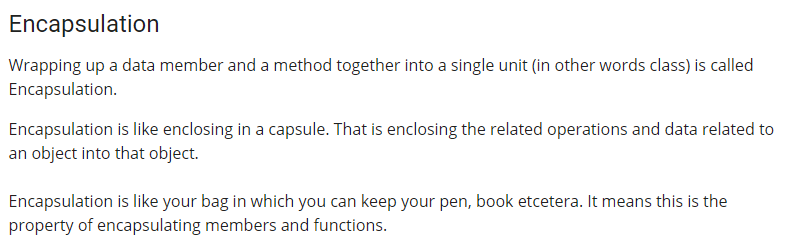 Encapsulation
Wrapping up a data member and a method together into a single unit (in other words class) is called
Encapsulation.
Encapsulation is like enclosing in a capsule. That is enclosing the related operations and data related to
an object into that object.
Encapsulation is like your bag in which you can keep your pen, book etcetera. It means this is the
property of encapsulating members and functions.